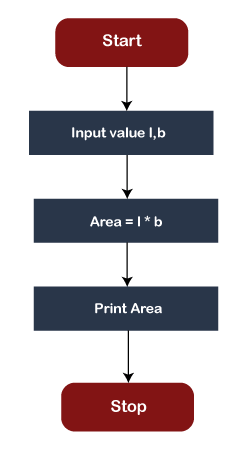 Start
Input value l,b
Area = l * b
Print Area
Stop